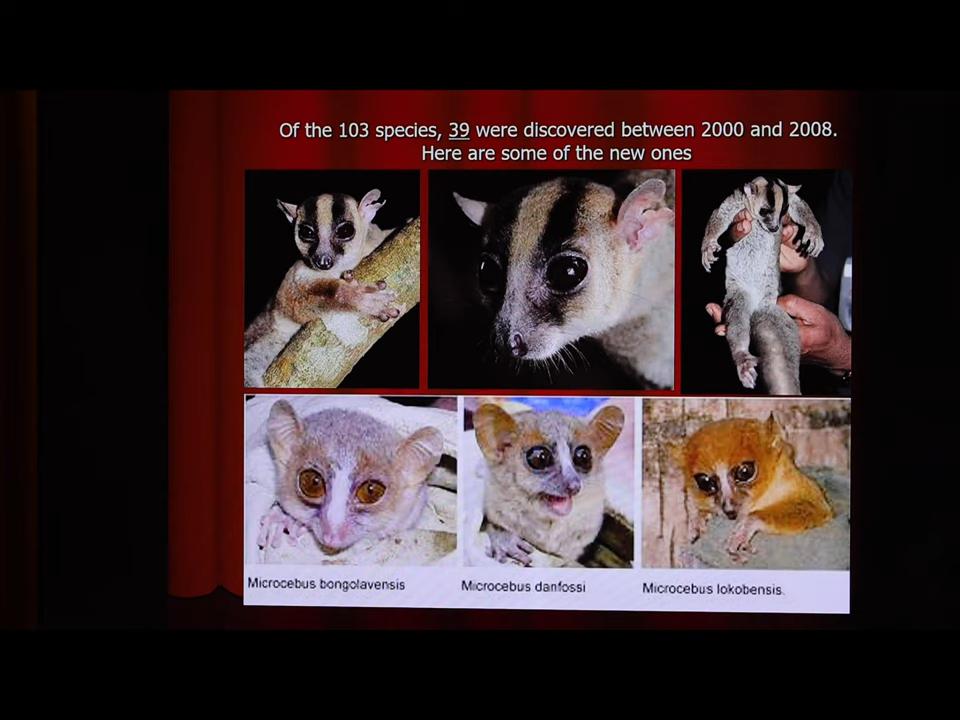 Of the 103 species, 39 were discovered between 2000 and 2008.
Here are some of the new ones
Microcebus bongolavensis
Microcebus danfossi
Microcebus lokobensis.